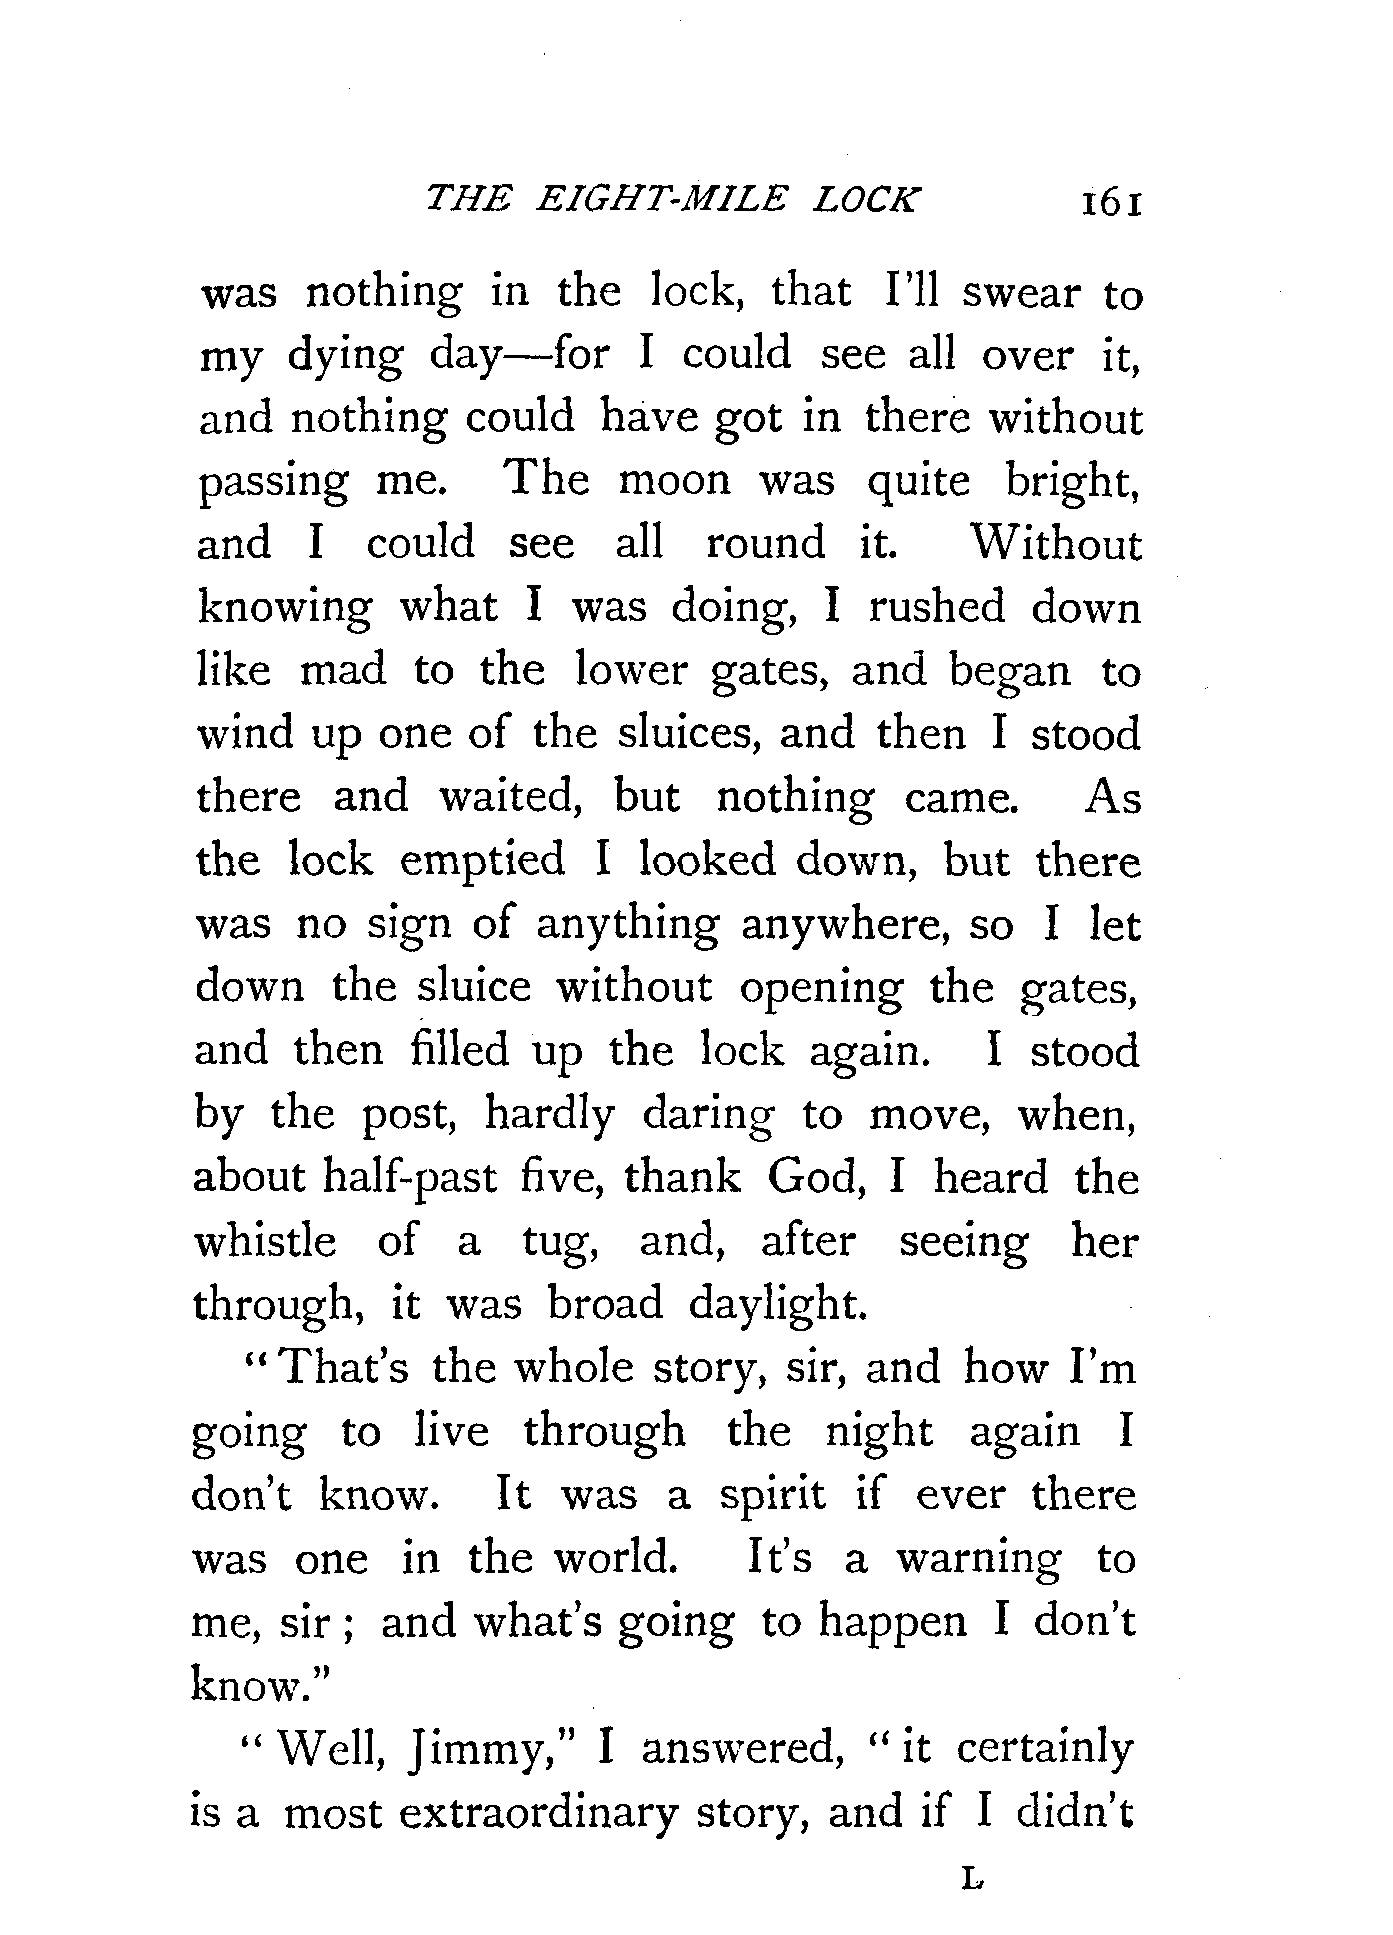 THE EIGHT-MILE LOCK 161
was nothing in the lock, that I'll swear to
my dying day—for I could see all over it,
and nothing could have got in there without
passing me. The moon was quite bright,
and I could see all round it. Without
knowing what I was doing, I rushed down
like mad to the lower gates, and began to
wind up one of the sluices, and then I stood
there and waited, but nothing came. As
the lock emptied I looked down, but there
was no sign of anything anywhere, so I let
down the sluice without opening the gates,
and then filled up the lock again. I stood
by the post, hardly daring to move, when,
about half-past five, thank God, I heard the
whistle of a tug, and, after seeing her
through, it was broad daylight.
"That's the whole story, sir, and how I'm
going to live through the night again I
don't know. It was a spirit if ever there
was one in the world. It's a warning to
me, sir; and what's going to happen I don't
know."
"Well, Jimmy," I answered, "it certainly
is a most extraordinary story, and if I didn't
L